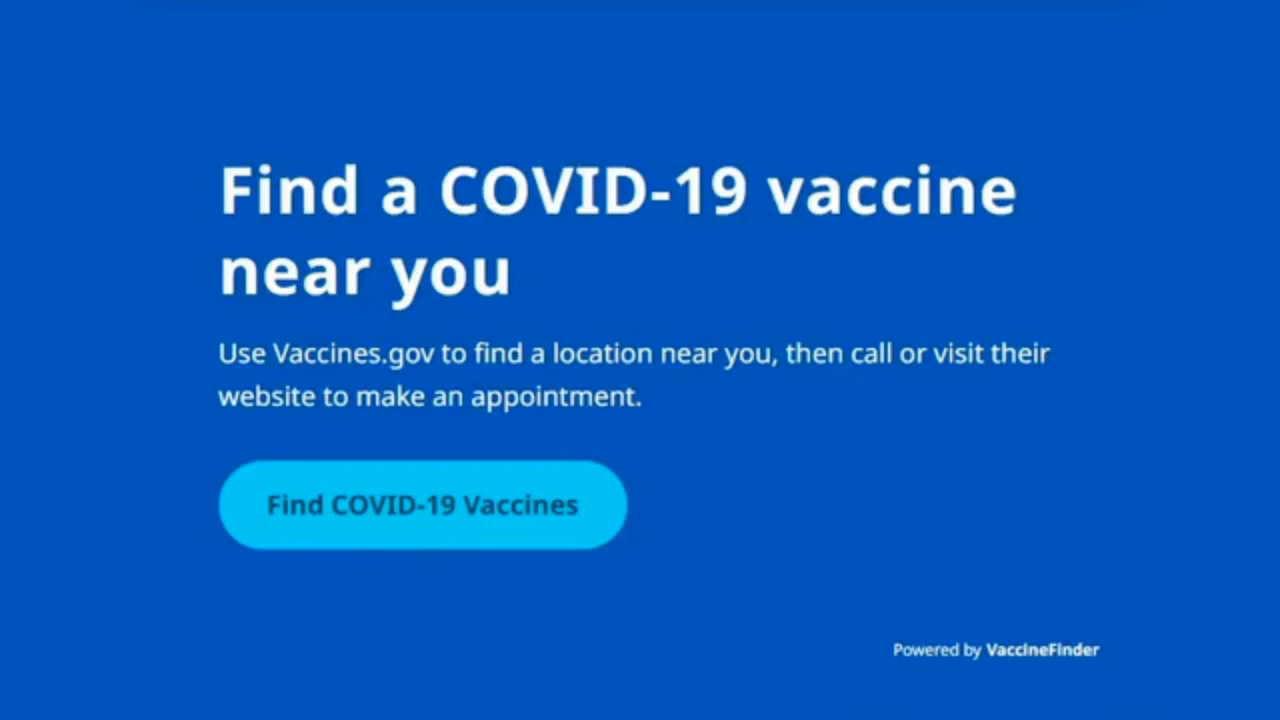 Find a COVID-19 vaccine
near you
Use Vaccines.gov to find a location near you, then call or visit their
website to make an appointment.
Find COVID-19 Vaccines
Powered by VaccineFinder